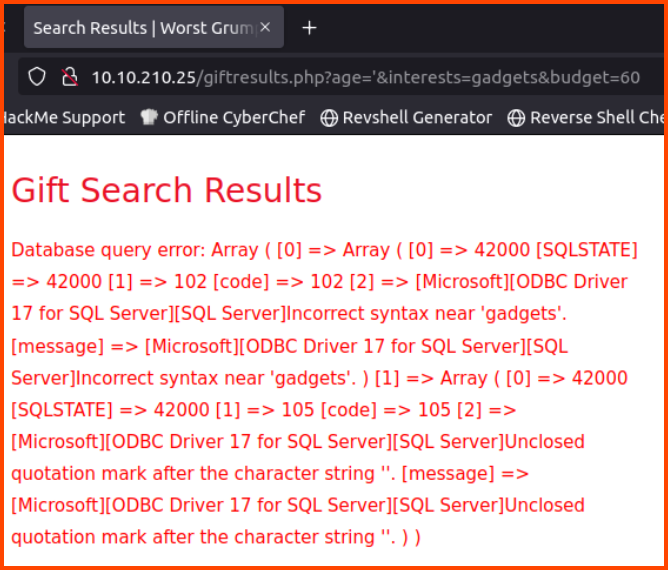 Search Results | Worst Grum
10.10.210.25/giftresults.php?age='&interests=gadgets&budget=60
HackMe Support Offline CyberChef Revshell Generator Reverse Shell Che
Gift Search Results
Database query error: Array ( [0] => Array ( [0] => 42000 [SQLSTATE]
=> 42000 [1] => 102 [code] => 102 [2] => [Microsoft][ODBC Driver
17 for SQL Server][SQL Server]Incorrect syntax near 'gadgets'.
[message] => [Microsoft][ODBC Driver 17 for SQL Server][SQL
Server]Incorrect syntax near 'gadgets'. ) [1] => Array ( [0] => 42000
[SQLSTATE] => 42000 [1] => 105 [code] => 105 [2] =>
[Microsoft][ODBC Driver 17 for SQL Server][SQL Server]Unclosed
quotation mark after the character string ''. [message] =>
[Microsoft][ODBC Driver 17 for SQL Server][SQL Server]Unclosed
quotation mark after the character string ''. ) )